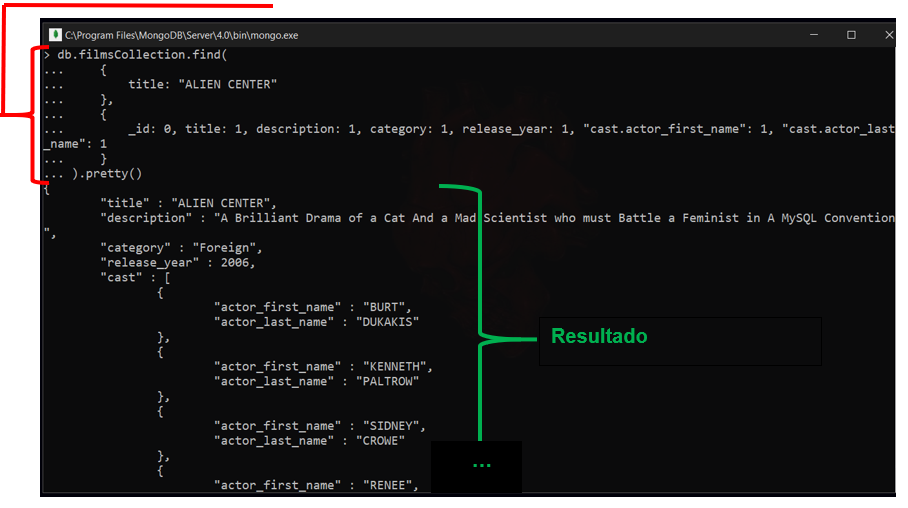 C:\Program Files\MongoDB\Server\4.0\bin\mongo.exe
> db.filmsCollection.find(
... {
... title: "ALIEN CENTER"
... },
... {
... _id: 0, title: 1, description: 1, category: 1, release_year: 1, "cast.actor_first_name": 1, "cast.actor_last
_name": 1
... }
... ).pretty()
{
"title" : "ALIEN CENTER",
"description" : "A Brilliant Drama of a Cat And a Mad Scientist who must Battle a Feminist in A MySQL Convention
",
"category" : "Foreign",
"release_year" : 2006,
"cast" : [
{
"actor_first_name" : "BURT",
"actor_last_name" : "DUKAKIS"
},
{
Resultado
"actor_first_name" : "KENNETH",
"actor_last_name" : "PALTROW"
},
{
"actor_first_name" : "SIDNEY",
"actor_last_name" : "CROWE"
},
...
{
"actor_first_name" : "RENEE",